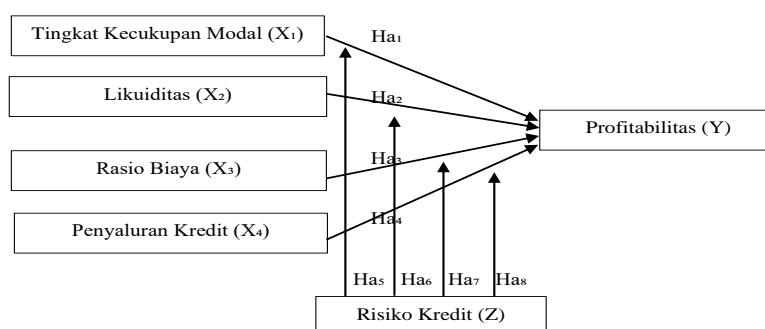 Tingkat Kecukupan Modal (X₁)
Ha₁
Likuiditas (X₂)
Ha₂
Profitabilitas (Y)
Rasio Biaya (X₃)
Ha₃
Penyaluran Kredit (X₄)
Ha₄
Ha₅ Ha₆ Ha₇ Ha₈
Risiko Kredit (Z)